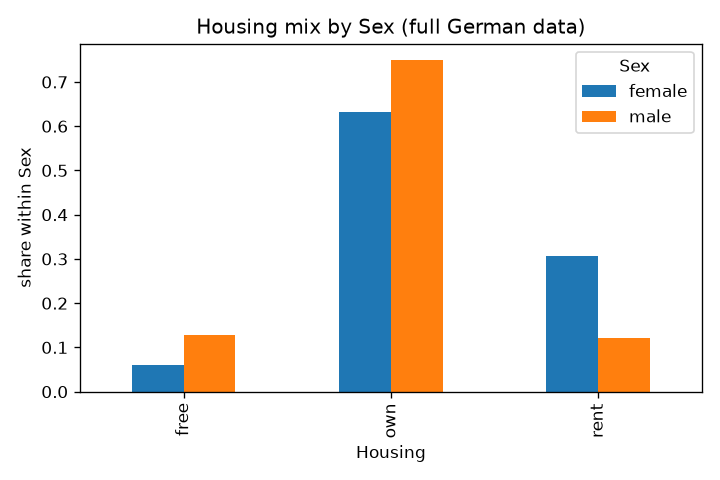 Housing mix by Sex (full German data)
Sex
female
male
share within Sex
0.7
0.6
0.5
0.4
0.3
0.2
0.1
0.0
free
own
rent
Housing